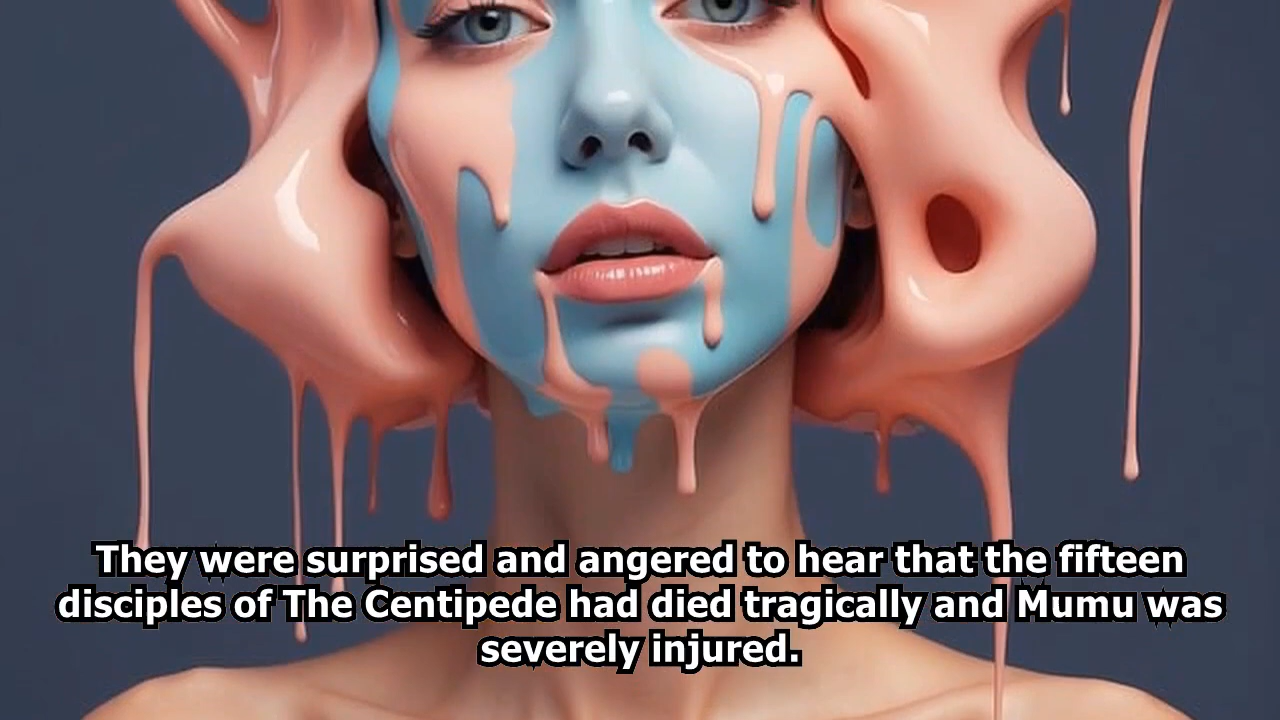 They were surprised and angered to hear that the fifteen
disciples of The Centipede had died tragically and Mumu was
severely injured.